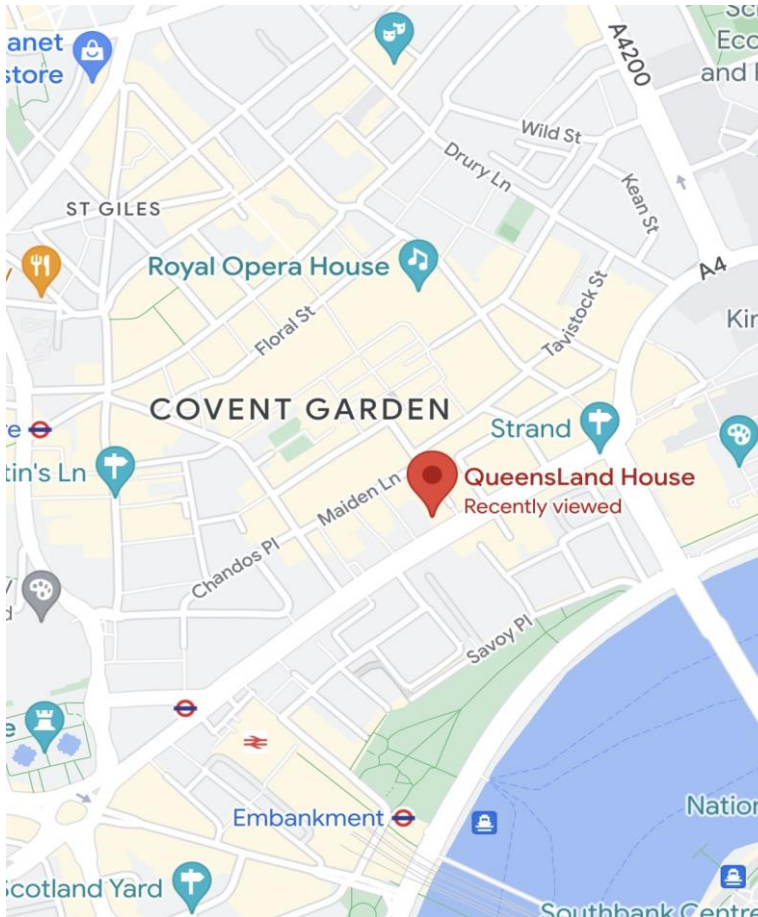 anet
store
A4200
Sci
Eco
and
Wild St
Drury Ln
Kean St
ST GILES
Royal Opera House
A4
Floral St
Tavistock St
Kin
COVENT GARDEN
Strand
re
tin's Ln
QueensLand House
Recently viewed
Maiden Ln
Chandos Pl
Savoy Pl
e
Embankment
Nation
Scotland Yard
Southbank Centre